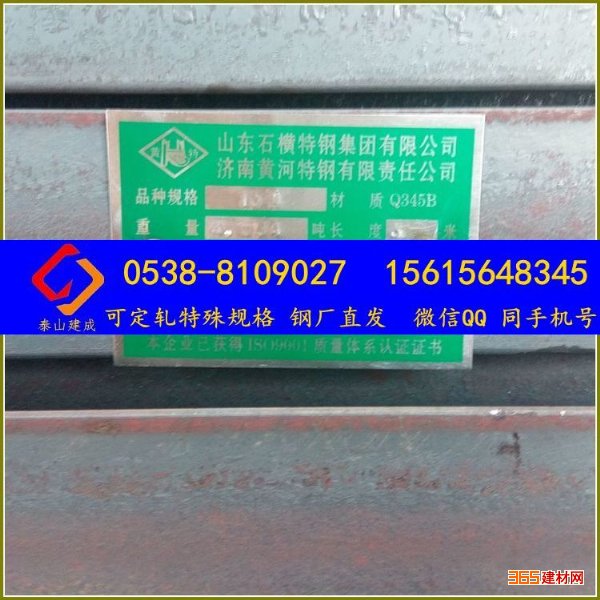 黄特
山东石横特钢集团有限公司
济南黄河特钢有限责任公司
品种规格 材 质 Q345B
重 量 吨 长 度 米
0538-8109027 15615648345
泰山建成 可定轧特殊规格 钢厂直发 微信QQ 同手机号
本企业已获得ISO9001质量体系认证证书
365建材网